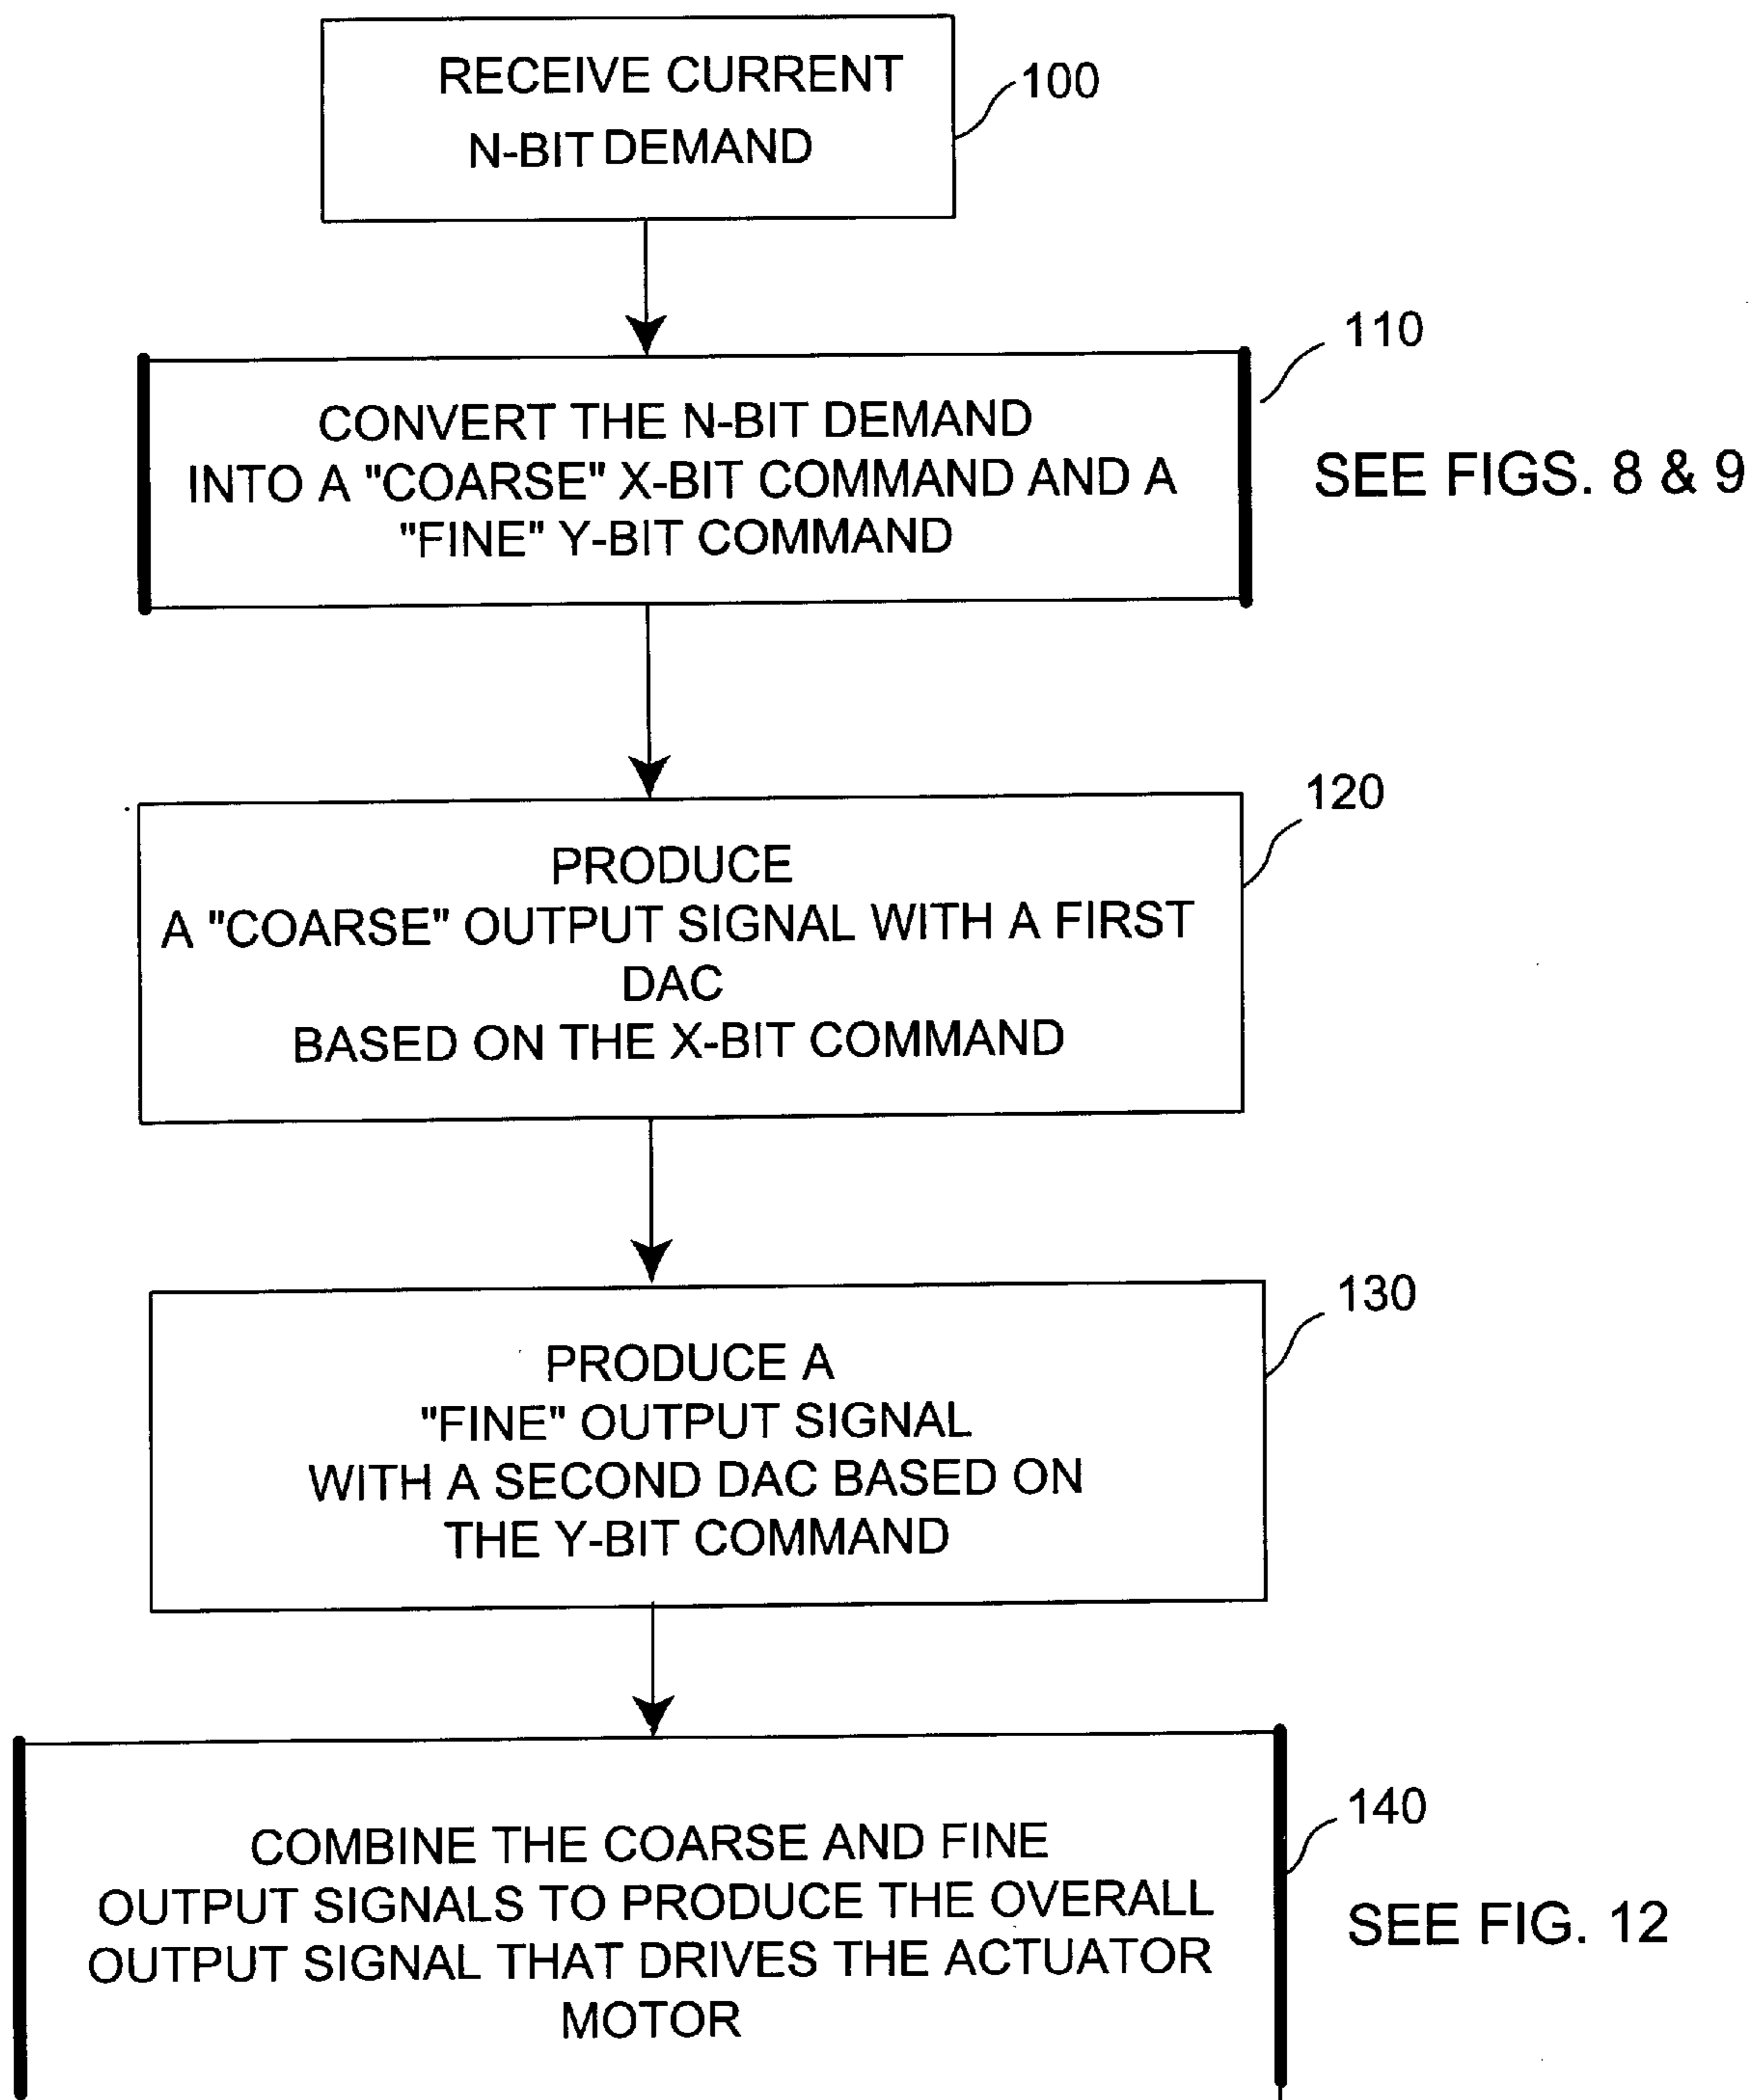 RECEIVE CURRENT
N-BIT DEMAND
100
110
CONVERT THE N-BIT DEMAND
INTO A "COARSE" X-BIT COMMAND AND A
"FINE" Y-BIT COMMAND
SEE FIGS. 8 & 9
120
PRODUCE
A "COARSE" OUTPUT SIGNAL WITH A FIRST
DAC
BASED ON THE X-BIT COMMAND
130
PRODUCE A
"FINE" OUTPUT SIGNAL
WITH A SECOND DAC BASED ON
THE Y-BIT COMMAND
140
COMBINE THE COARSE AND FINE
OUTPUT SIGNALS TO PRODUCE THE OVERALL
OUTPUT SIGNAL THAT DRIVES THE ACTUATOR
MOTOR
SEE FIG. 12